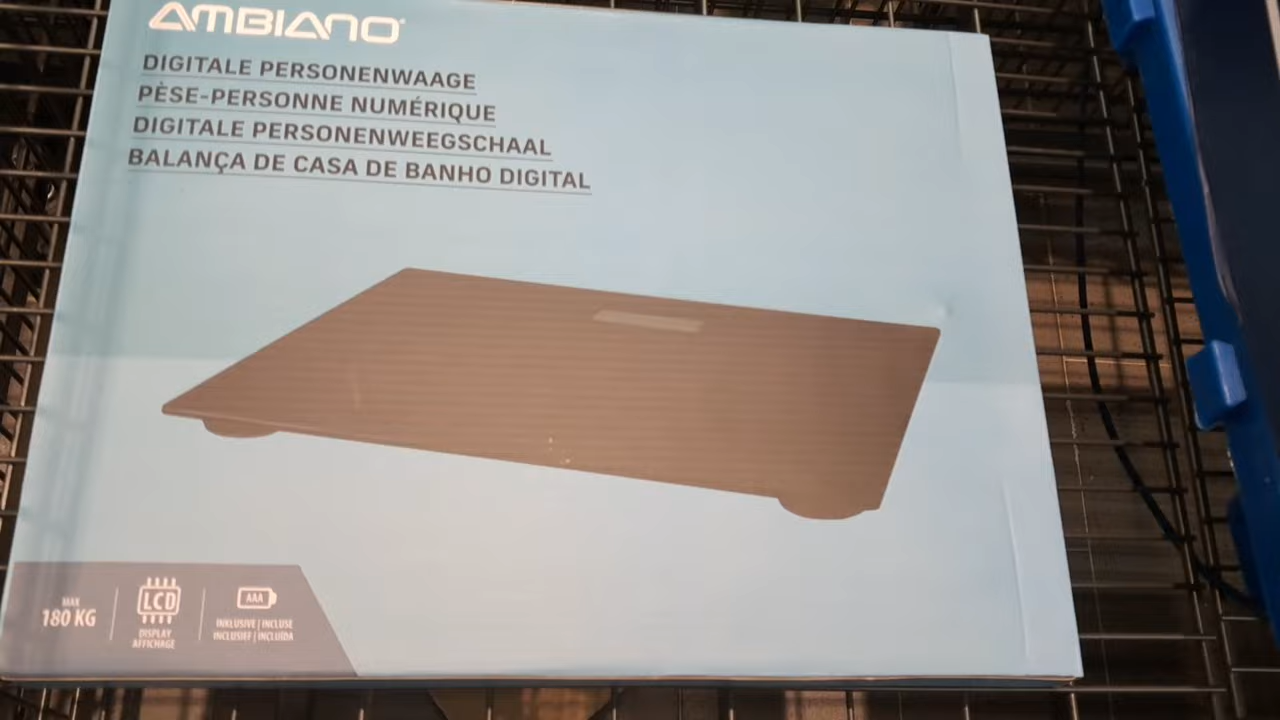 AMBIANO
DIGITALE PERSONENWAAGE
PÈSE-PERSONNE NUMÉRIQUE
DIGITALE PERSONENWEEGSCHAAL
BALANÇA DE CASA DE BANHO DIGITAL
MAX
180 KG
LCD
DISPLAY
AFFICHAGE
AAA
INKLUSIVE | INCLUSE
INCLUSIEF | INCLUÍDA